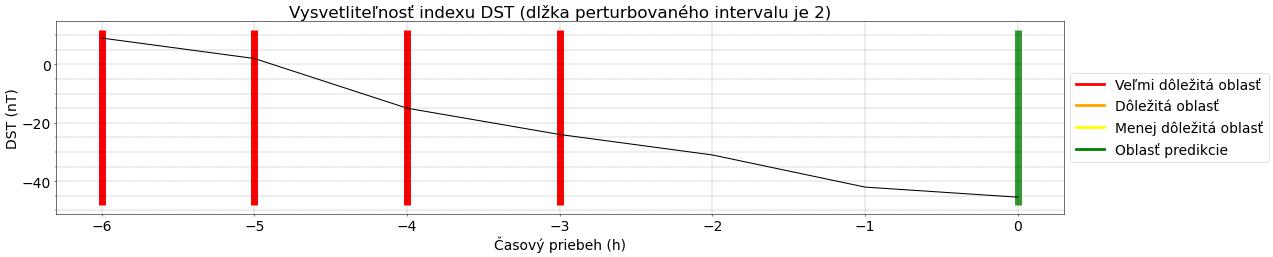 Vysvetliteľnosť indexu DST (dĺžka perturbovaného intervalu je 2)
DST (nT)
0
−20
−40
−6 −5 −4 −3 −2 −1 0
Časový priebeh (h)
Veľmi dôležitá oblasť
Dôležitá oblasť
Menej dôležitá oblasť
Oblasť predikcie